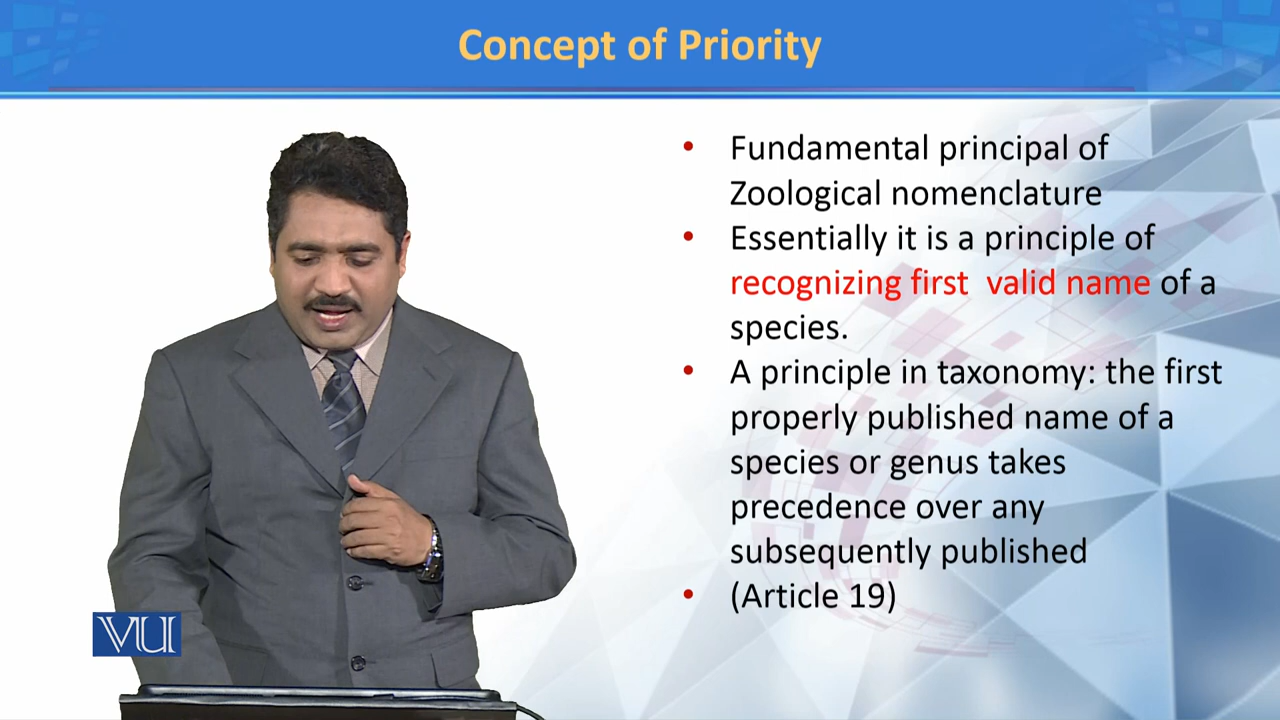 Concept of Priority
• Fundamental principal of
Zoological nomenclature
• Essentially it is a principle of
recognizing first  valid name of a
species.
• A principle in taxonomy: the first
properly published name of a
species or genus takes
precedence over any
subsequently published
• (Article 19)
VU